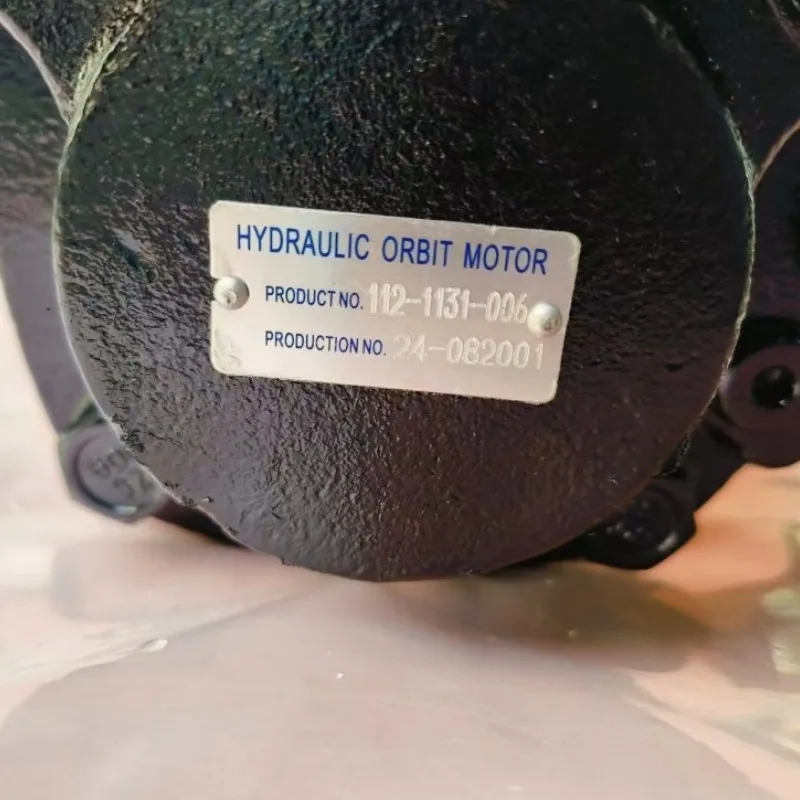 HYDRAULIC ORBIT MOTOR
PRODUCT NO. 112-1131-006
PRODUCTION NO. 24-082001